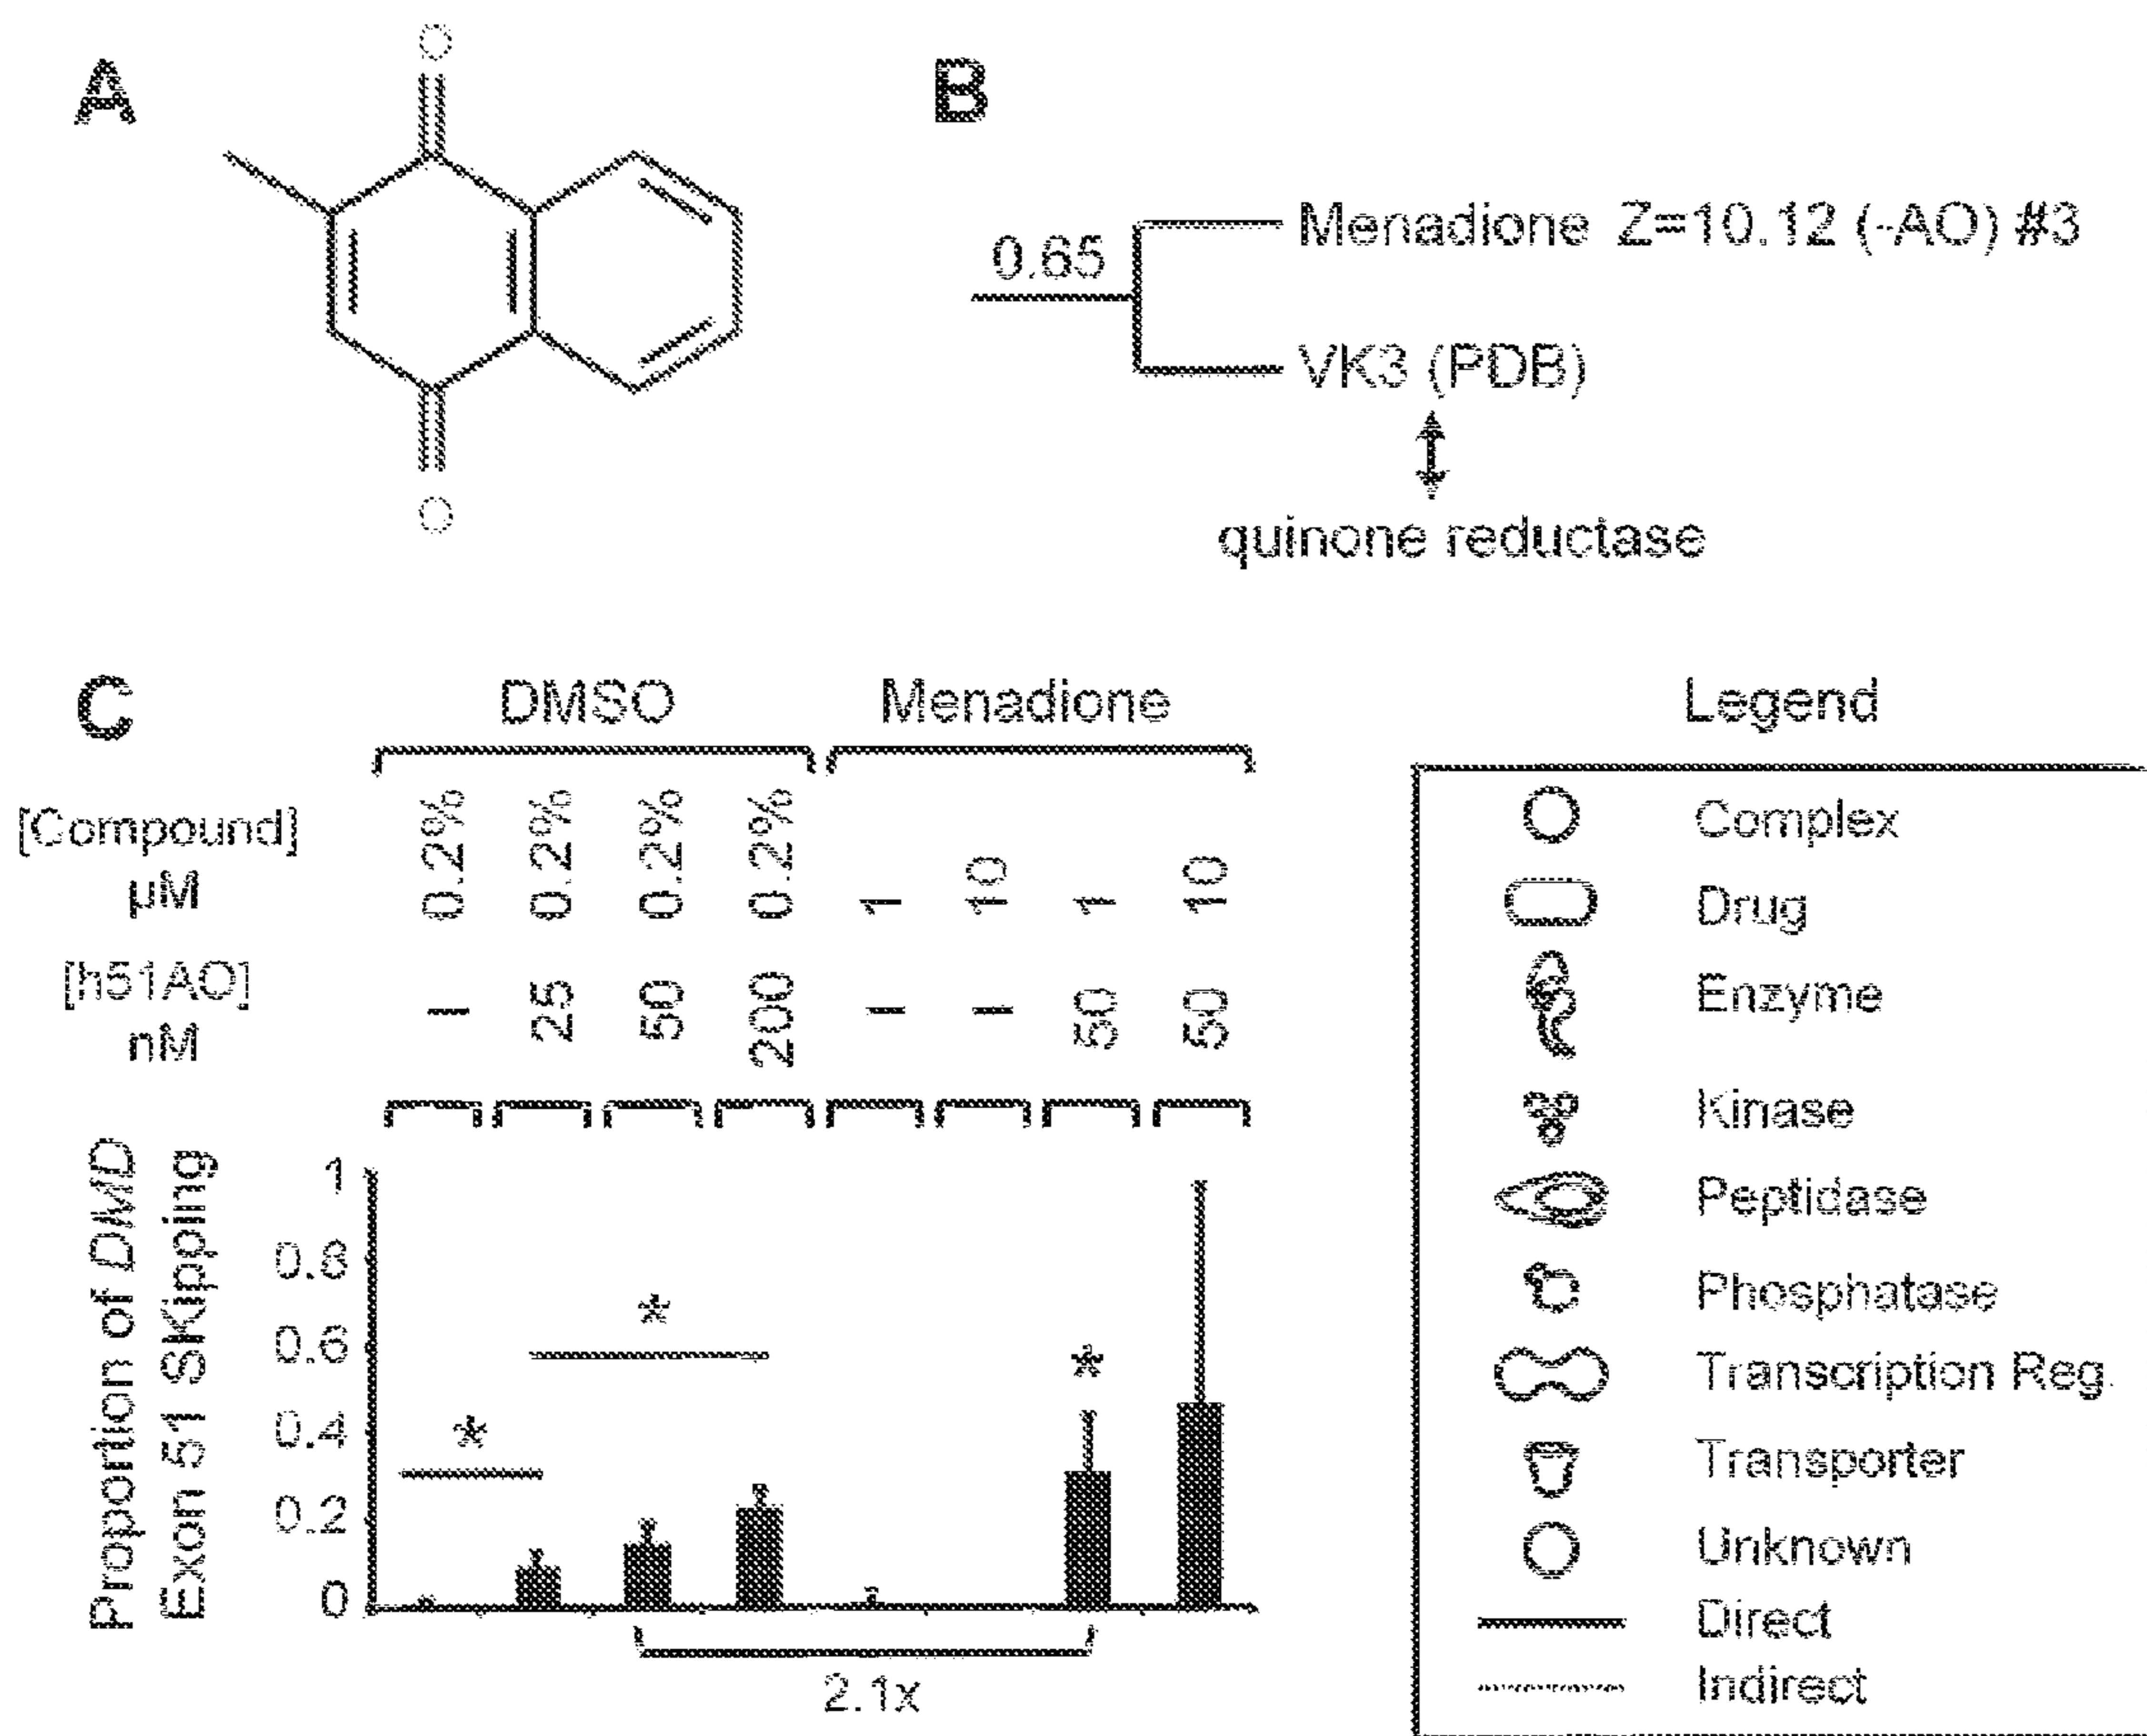 A
O
O
B
0.65
Menadione Z=10.12 (-AO) #3
VK3 (PDB)
quinone reductase
C
DMSO
Menadione
[Compound]
µM
0.2%
0.2%
0.2%
0.2%
1
10
1
10
[h51AO]
nM
–
25
50
200
–
–
50
50
Proportion of DMD
Exon 51 SKipping
1
0.8
0.6
0.4
0.2
0
*
*
*
2.1x
Legend
Complex
Drug
Enzyme
Kinase
Peptidase
Phosphatase
Transcription Reg.
Transporter
Unknown
Direct
Indirect